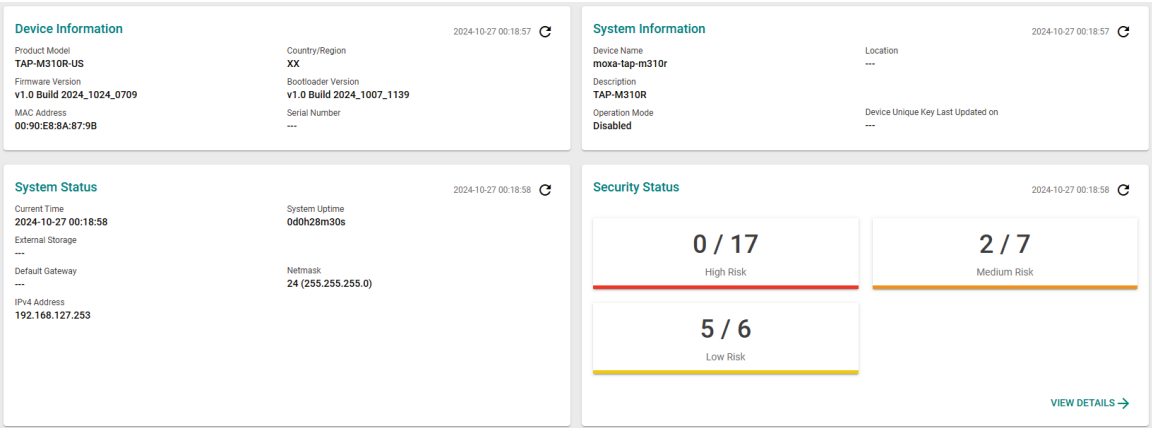 Device Information
2024-10-27 00:18:57
Product Model
TAP-M310R-US
Country/Region
XX
Firmware Version
v1.0 Build 2024_1024_0709
Bootloader Version
v1.0 Build 2024_1007_1139
MAC Address
00:90:E8:8A:87:9B
Serial Number
---
System Information
2024-10-27 00:18:57
Device Name
moxa-tap-m310r
Location
---
Description
TAP-M310R
Operation Mode
Disabled
Device Unique Key Last Updated on
---
System Status
2024-10-27 00:18:58
Current Time
2024-10-27 00:18:58
System Uptime
0d0h28m30s
External Storage
---
Default Gateway
---
Netmask
24 (255.255.255.0)
IPv4 Address
192.168.127.253
Security Status
2024-10-27 00:18:58
0 / 17
High Risk
2 / 7
Medium Risk
5 / 6
Low Risk
VIEW DETAILS